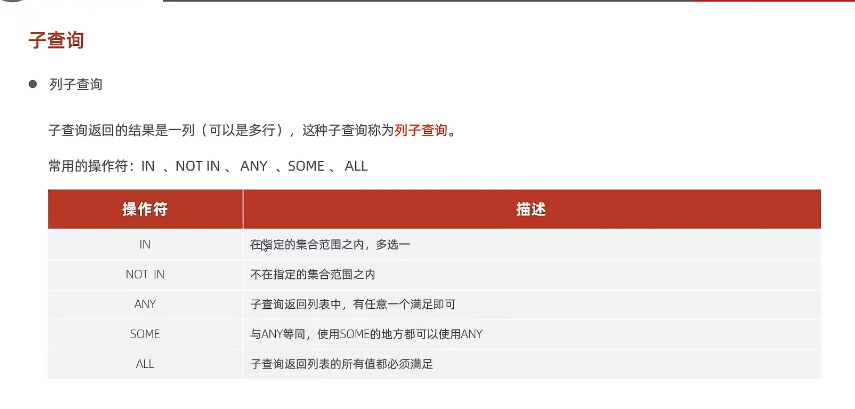 子查询
列子查询
子查询返回的结果是一列（可以是多行），这种子查询称为列子查询。
常用的操作符：IN 、NOT IN 、 ANY 、SOME 、 ALL
操作符 描述
IN 在指定的集合范围之内，多选一
NOT IN 不在指定的集合范围之内
ANY 子查询返回列表中，有任意一个满足即可
SOME 与ANY等同，使用SOME的地方都可以使用ANY
ALL 子查询返回列表的所有值都必须满足